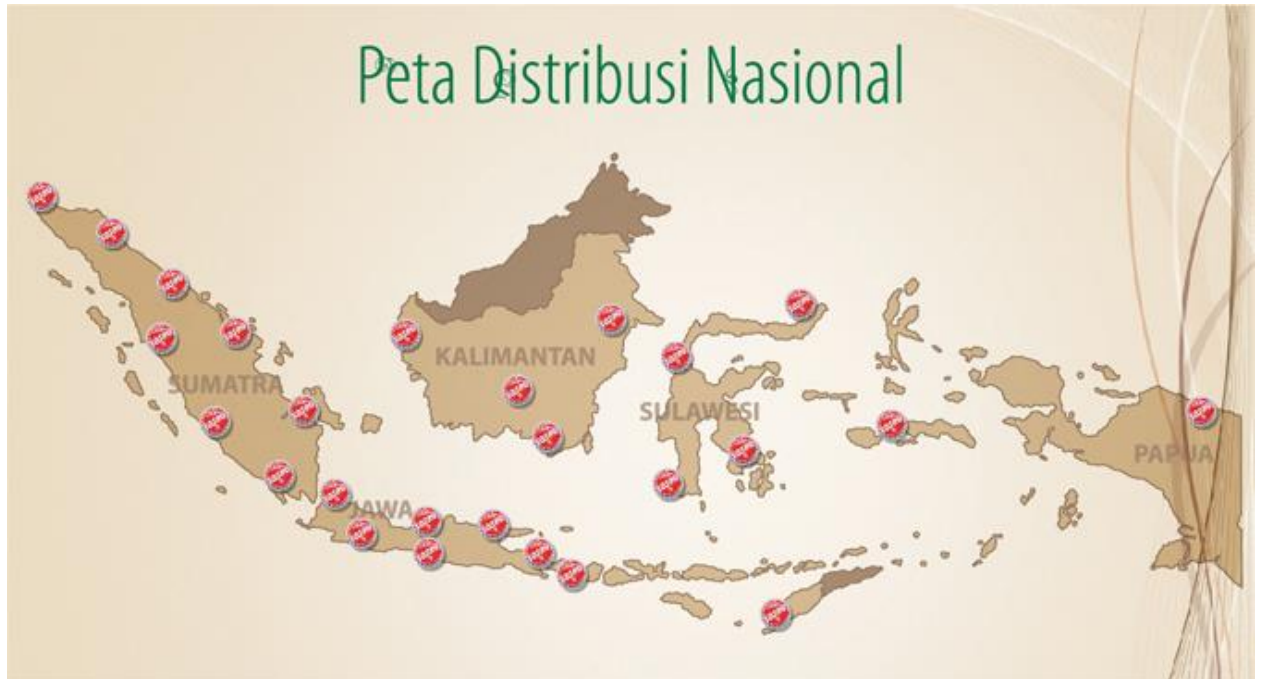 Peta Distribusi Nasional
KALIMANTAN
SUMATRA
SULAWESI
PAPUA
JAWA